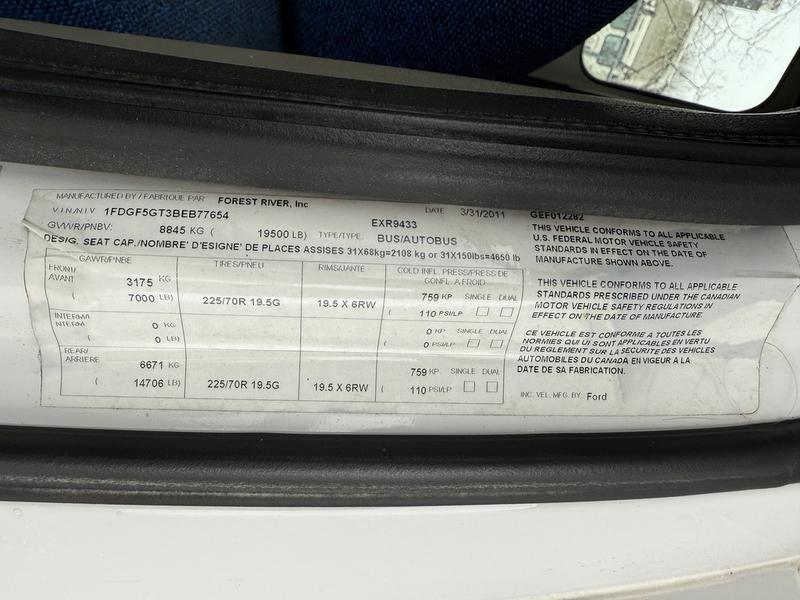 MANUFACTURED BY / FABRIQUE PAR: FOREST RIVER, Inc DATE 3/31/2011 GEF012282
V.I.N/N.I.V 1FDGF5GT3BEB77654 EXR9433
GVWR/PNBV: 8845 KG ( 19500 LB) TYPE/TYPE BUS/AUTOBUS
DESIG. SEAT CAP./NOMBRE' D'ESIGNE' DE PLACES ASSISES 31X68kg=2108 kg or 31X150lbs=4650 lb
GAWR/PNBE TIRES/PNEU RIMS/JANTE COLD INFL PRESS/PRESS DE
GONFL. A FROID
FRONT/
AVANT 3175 KG 759 KP SINGLE DUAL
( 7000 LB) 225/70R 19.5G 19.5 X 6RW ( 110 PSI/LP
INTERM/ 0 KG 0 KP SINGLE DUAL
NTERM ( 0 LB) ( 0 PSI/LP
REAR/
ARRIERE 6671 KG 759 KP. SINGLE DUAL
( 14706 LB) 225/70R 19.5G 19.5 X 6RW ( 110 PSI/LP
THIS VEHICLE CONFORMS TO ALL APPLICABLE
U.S. FEDERAL MOTOR VEHICLE SAFETY
STANDARDS IN EFFECT ON THE DATE OF
MANUFACTURE SHOWN ABOVE.
THIS VEHICLE CONFORMS TO ALL APPLICABLE
STANDARDS PRESCRIBED UNDER THE CANADIAN
MOTOR VEHICLE SAFETY REGULATIONS IN
EFFECT ON THE DATE OF MANUFACTURE.
CE VEHICLE EST CONFORME A TOUTES LES
NORMES QUI UI SONT APPLICABLES EN VERTU
DU REGLEMENT SUR LA SECURITE DES VEHICLES
AUTOMOBILES DU CANADA EN VIGEUR A LA
DATE DE SA FABRICATION.
INC. VEL. MFG. BY Ford